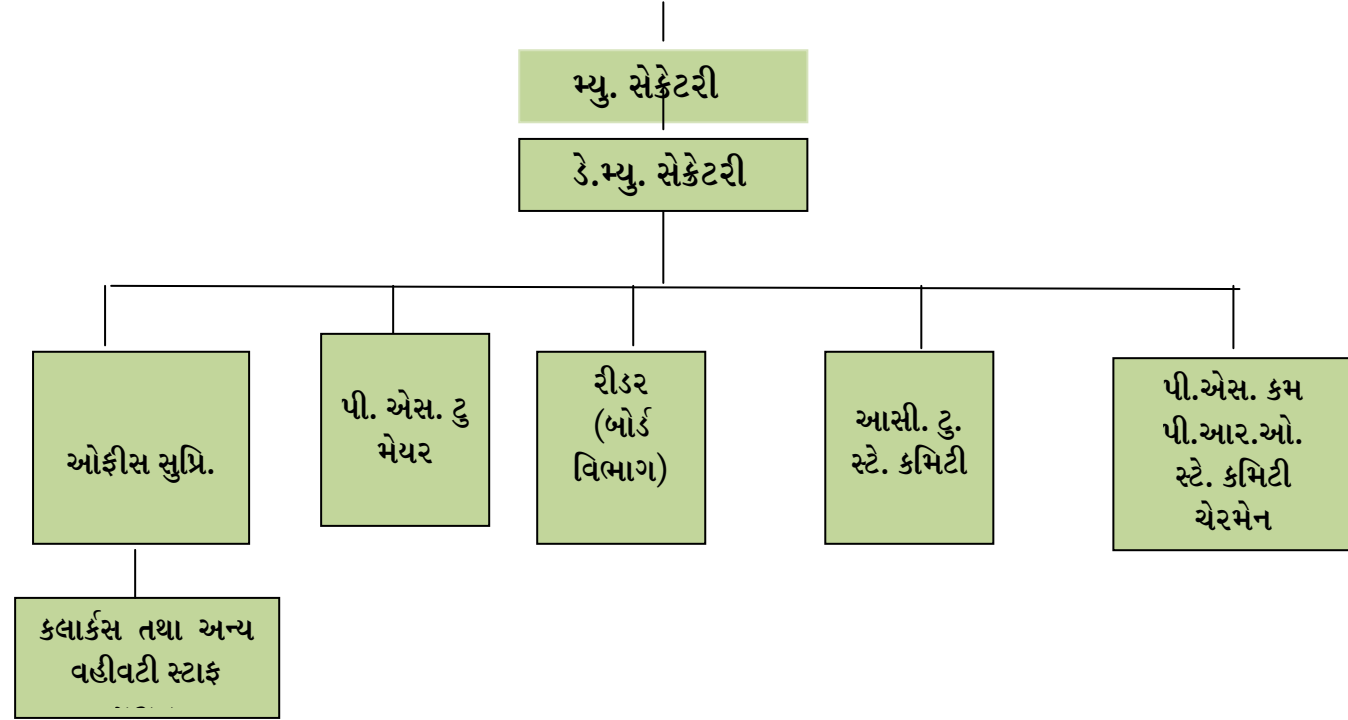 મ્યુ. સેક્રેટરી
ડે.મ્યુ. સેક્રેટરી
ઓફીસ સુપ્રિ.
પી. એસ. ટુ
મેયર
રીડર
(બોર્ડ
વિભાગ)
આસી. ટુ.
સ્ટે. કમિટી
પી.એસ. કમ
પી.આર.ઓ.
સ્ટે. કમિટી
ચેરમેન
કલાર્કસ તથા અન્ય
વહીવટી સ્ટાફ